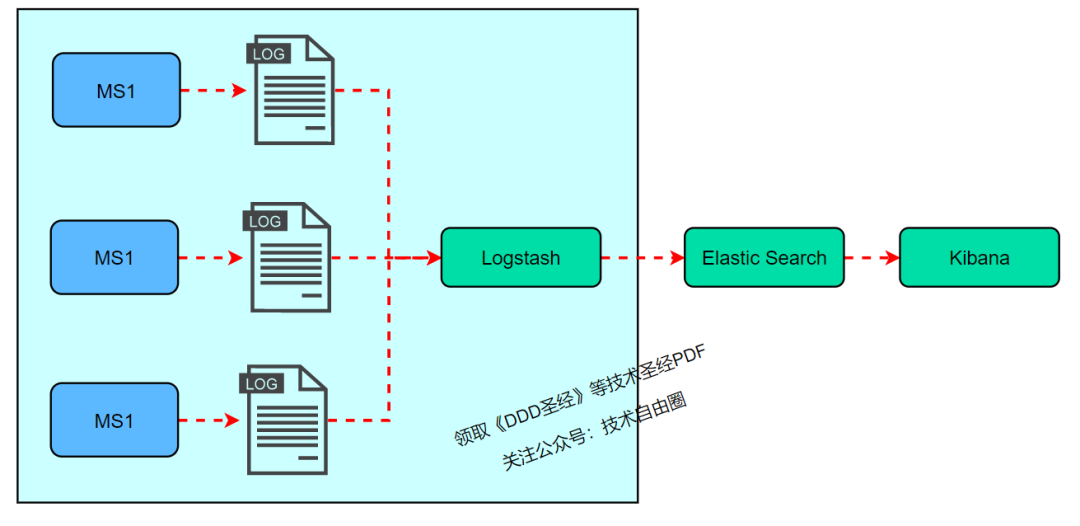 MS1
LOG
MS1
LOG
Logstash
Elastic Search
Kibana
MS1
LOG
领取《DDD圣经》等技术圣经PDF
关注公众号：技术自由圈